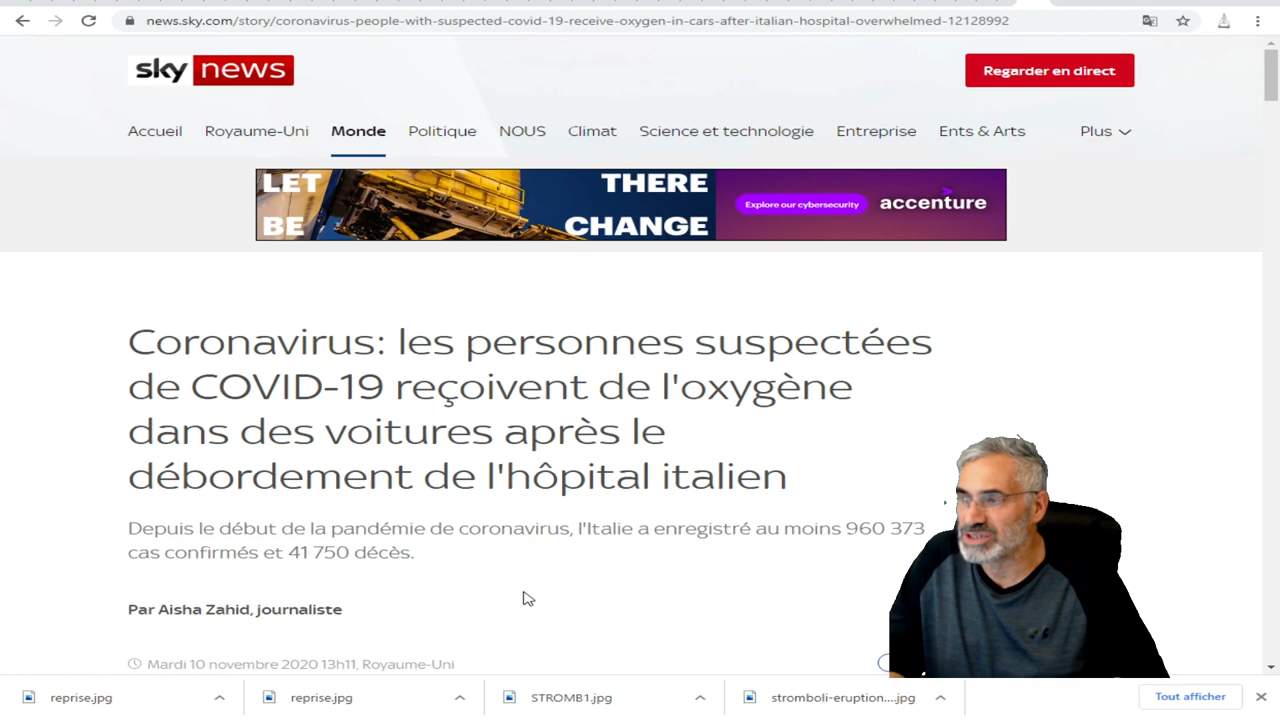 news.sky.com/story/coronavirus-people-with-suspected-covid-19-receive-oxygen-in-cars-after-italian-hospital-overwhelmed-12128992
sky news
Regarder en direct
Accueil Royaume-Uni Monde Politique NOUS Climat Science et technologie Entreprise Ents & Arts Plus
LET THERE
BE CHANGE
Explore our cybersecurity accenture
Coronavirus: les personnes suspectées
de COVID-19 reçoivent de l'oxygène
dans des voitures après le
débordement de l'hôpital italien
Depuis le début de la pandémie de coronavirus, l'Italie a enregistré au moins 960 373
cas confirmés et 41 750 décès.
Par Aisha Zahid, journaliste
Mardi 10 novembre 2020 13h11, Royaume-Uni
reprise.jpg reprise.jpg STROMB1.jpg stromboli-eruption....jpg Tout afficher